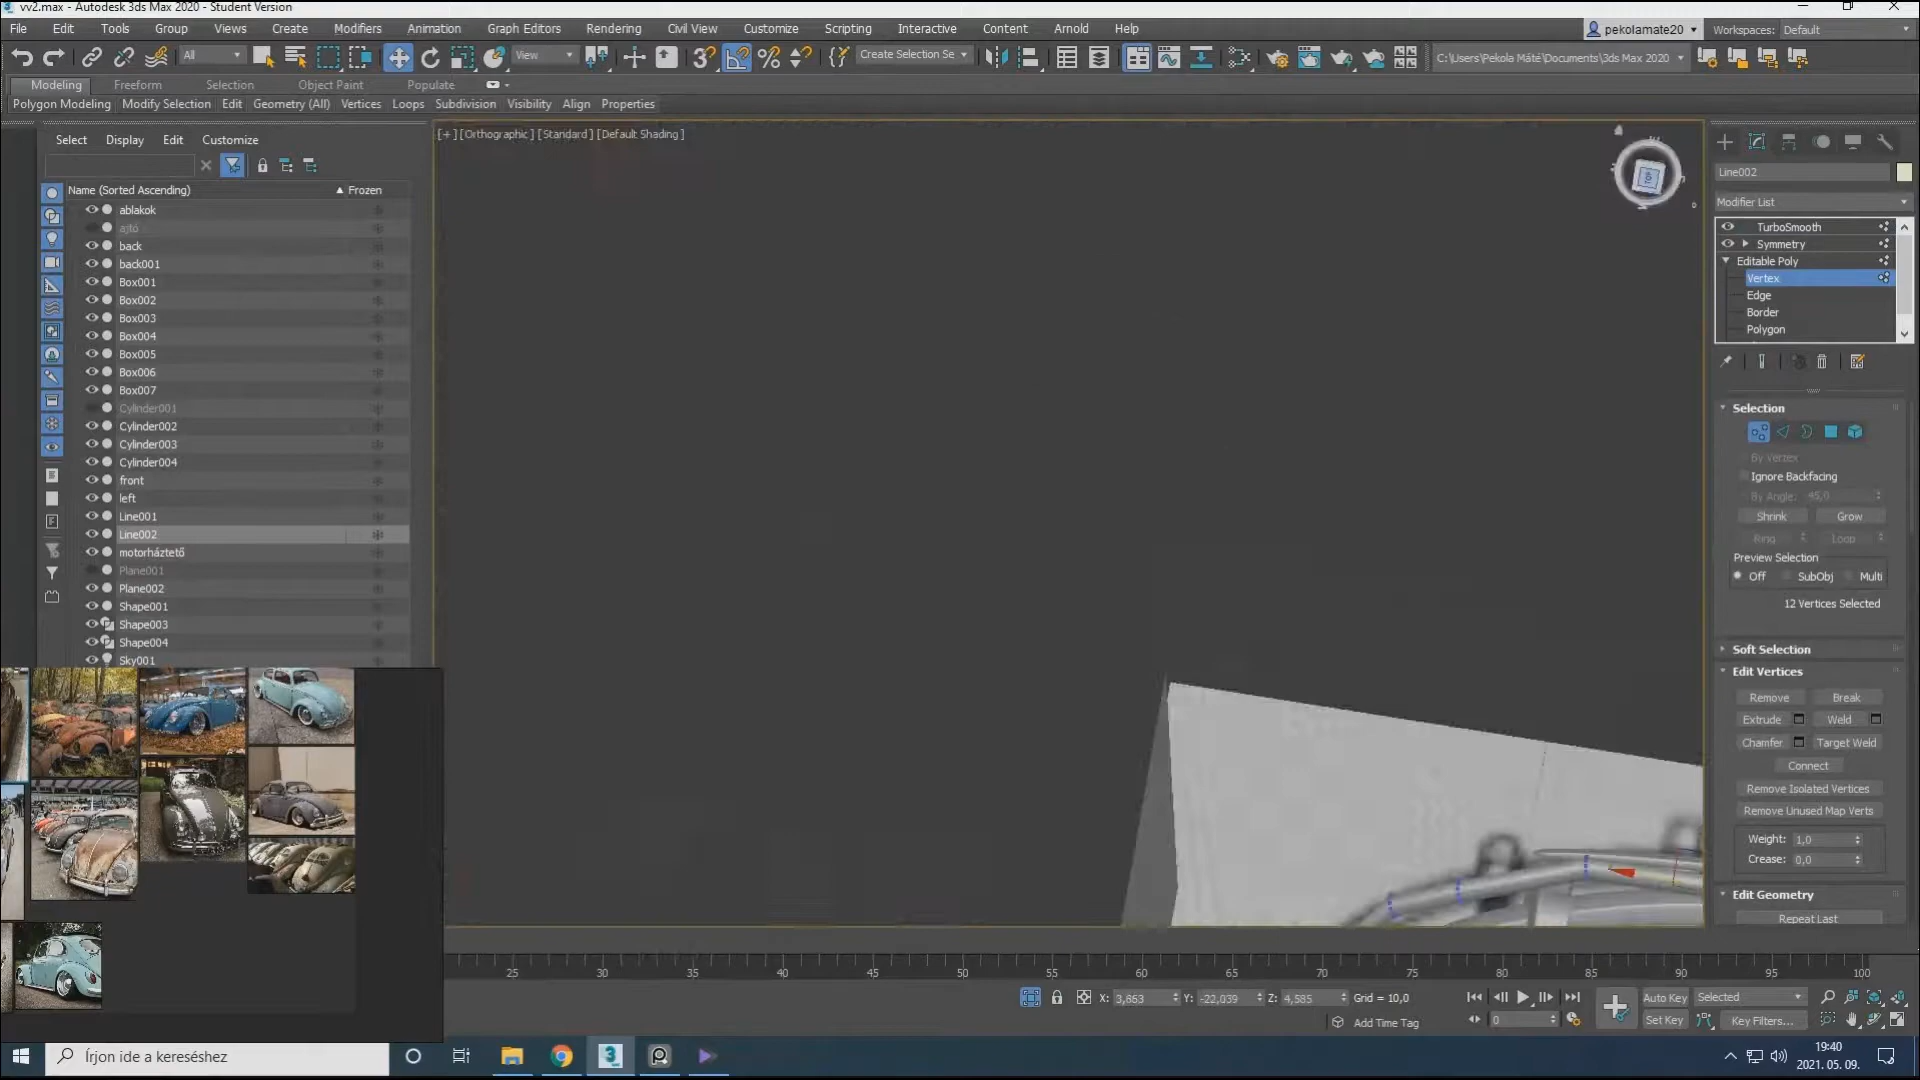 vv2.max - Autodesk 3ds Max 2020 - Student Version
File Edit Tools Group Views Create Modifiers Animation Graph Editors Rendering Civil View Customize Scripting Interactive Content Arnold Help
pekolamate20 Workspaces: Default
All View Create Selection Se C:\Users\Pekola Máté\Documents\3ds Max 2020
Modeling Freeform Selection Object Paint Populate
Polygon Modeling Modify Selection Edit Geometry (All) Vertices Loops Subdivision Visibility Align Properties
Select Display Edit Customize
[+] [Orthographic] [Standard] [Default Shading]
TOP
Name (Sorted Ascending) ▲ Frozen
ablakok
ajtó
back
back001
Box001
Box002
Box003
Box004
Box005
Box006
Box007
Cylinder001
Cylinder002
Cylinder003
Cylinder004
front
left
Line001
Line002
motorháztető
Plane001
Plane002
Shape001
Shape003
Shape004
Sky001
Line002
Modifier List
TurboSmooth
Symmetry
Editable Poly
Vertex
Edge
Border
Polygon
Selection
By Vertex
Ignore Backfacing
By Angle: 45,0
Shrink Grow
Ring Loop
Preview Selection
Off SubObj Multi
12 Vertices Selected
Soft Selection
Edit Vertices
Remove Break
Extrude Weld
Chamfer Target Weld
Connect
Remove Isolated Vertices
Remove Unused Map Verts
Weight: 1,0
Crease: 0,0
Edit Geometry
Repeat Last
25 30 35 40 45 50 55 60 65 70 75 80 85 90 95 100
X: 3,863 Y: -22,039 Z: 4,585 Grid = 10,0
Add Time Tag
Auto Key Selected
0 Set Key Key Filters...
Írjon ide a kereséshez
19:40
2021. 05. 09.